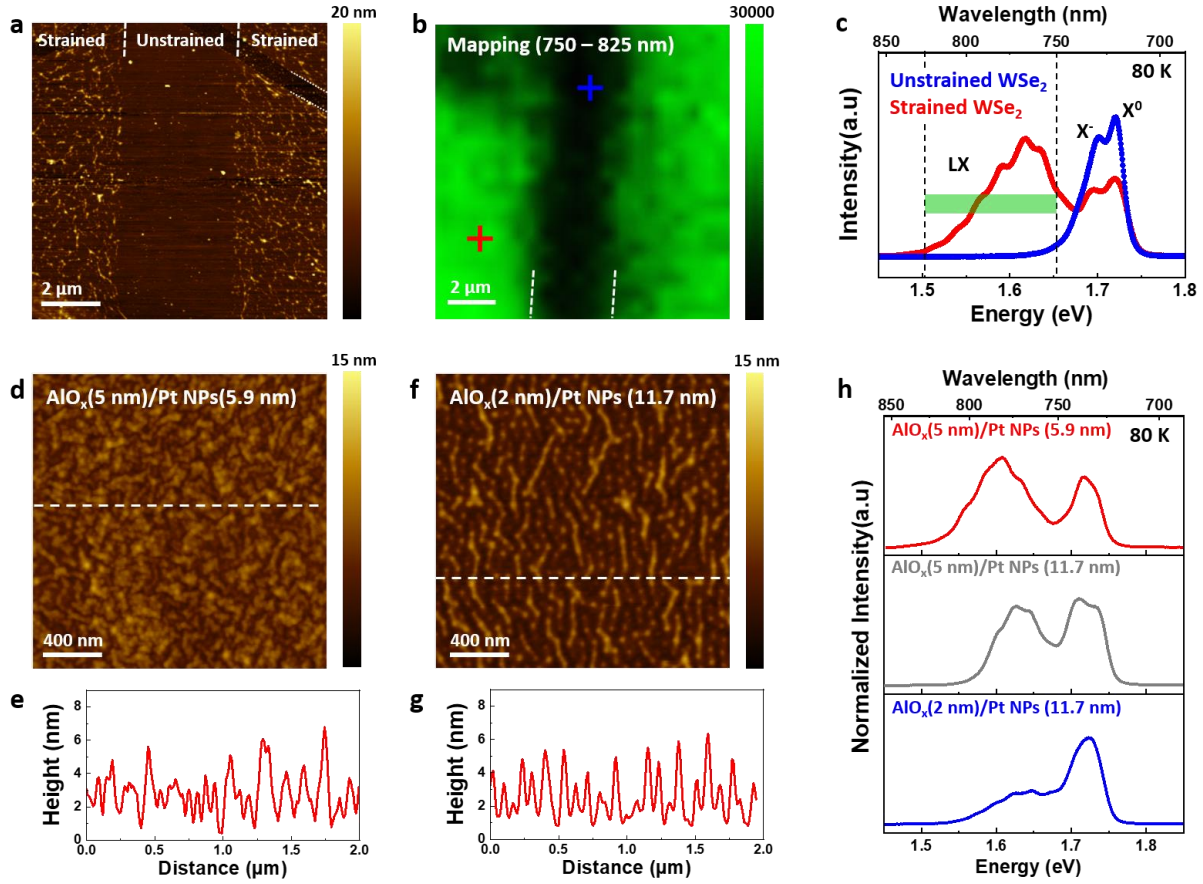 a
20 nm
Strained
Unstrained
Strained
2 µm
b
30000
Mapping (750 – 825 nm)
2 µm
c
Wavelength (nm)
850
800
750
700
80 K
Unstrained WSe₂
Strained WSe₂
X⁻
X⁰
LX
Intensity(a.u)
1.5
1.6
1.7
1.8
Energy (eV)
d
15 nm
AlOₓ(5 nm)/Pt NPs(5.9 nm)
400 nm
f
15 nm
AlOₓ(2 nm)/Pt NPs (11.7 nm)
400 nm
e
Height (nm)
8
6
4
2
0
0.0
0.5
1.0
1.5
2.0
Distance (µm)
g
Height (nm)
8
6
4
2
0
0.0
0.5
1.0
1.5
2.0
Distance (µm)
h
Wavelength (nm)
850
800
750
700
AlOₓ(5 nm)/Pt NPs (5.9 nm)
80 K
AlOₓ(5 nm)/Pt NPs (11.7 nm)
AlOₓ(2 nm)/Pt NPs (11.7 nm)
Normalized Intensity(a.u)
1.5
1.6
1.7
1.8
Energy (eV)